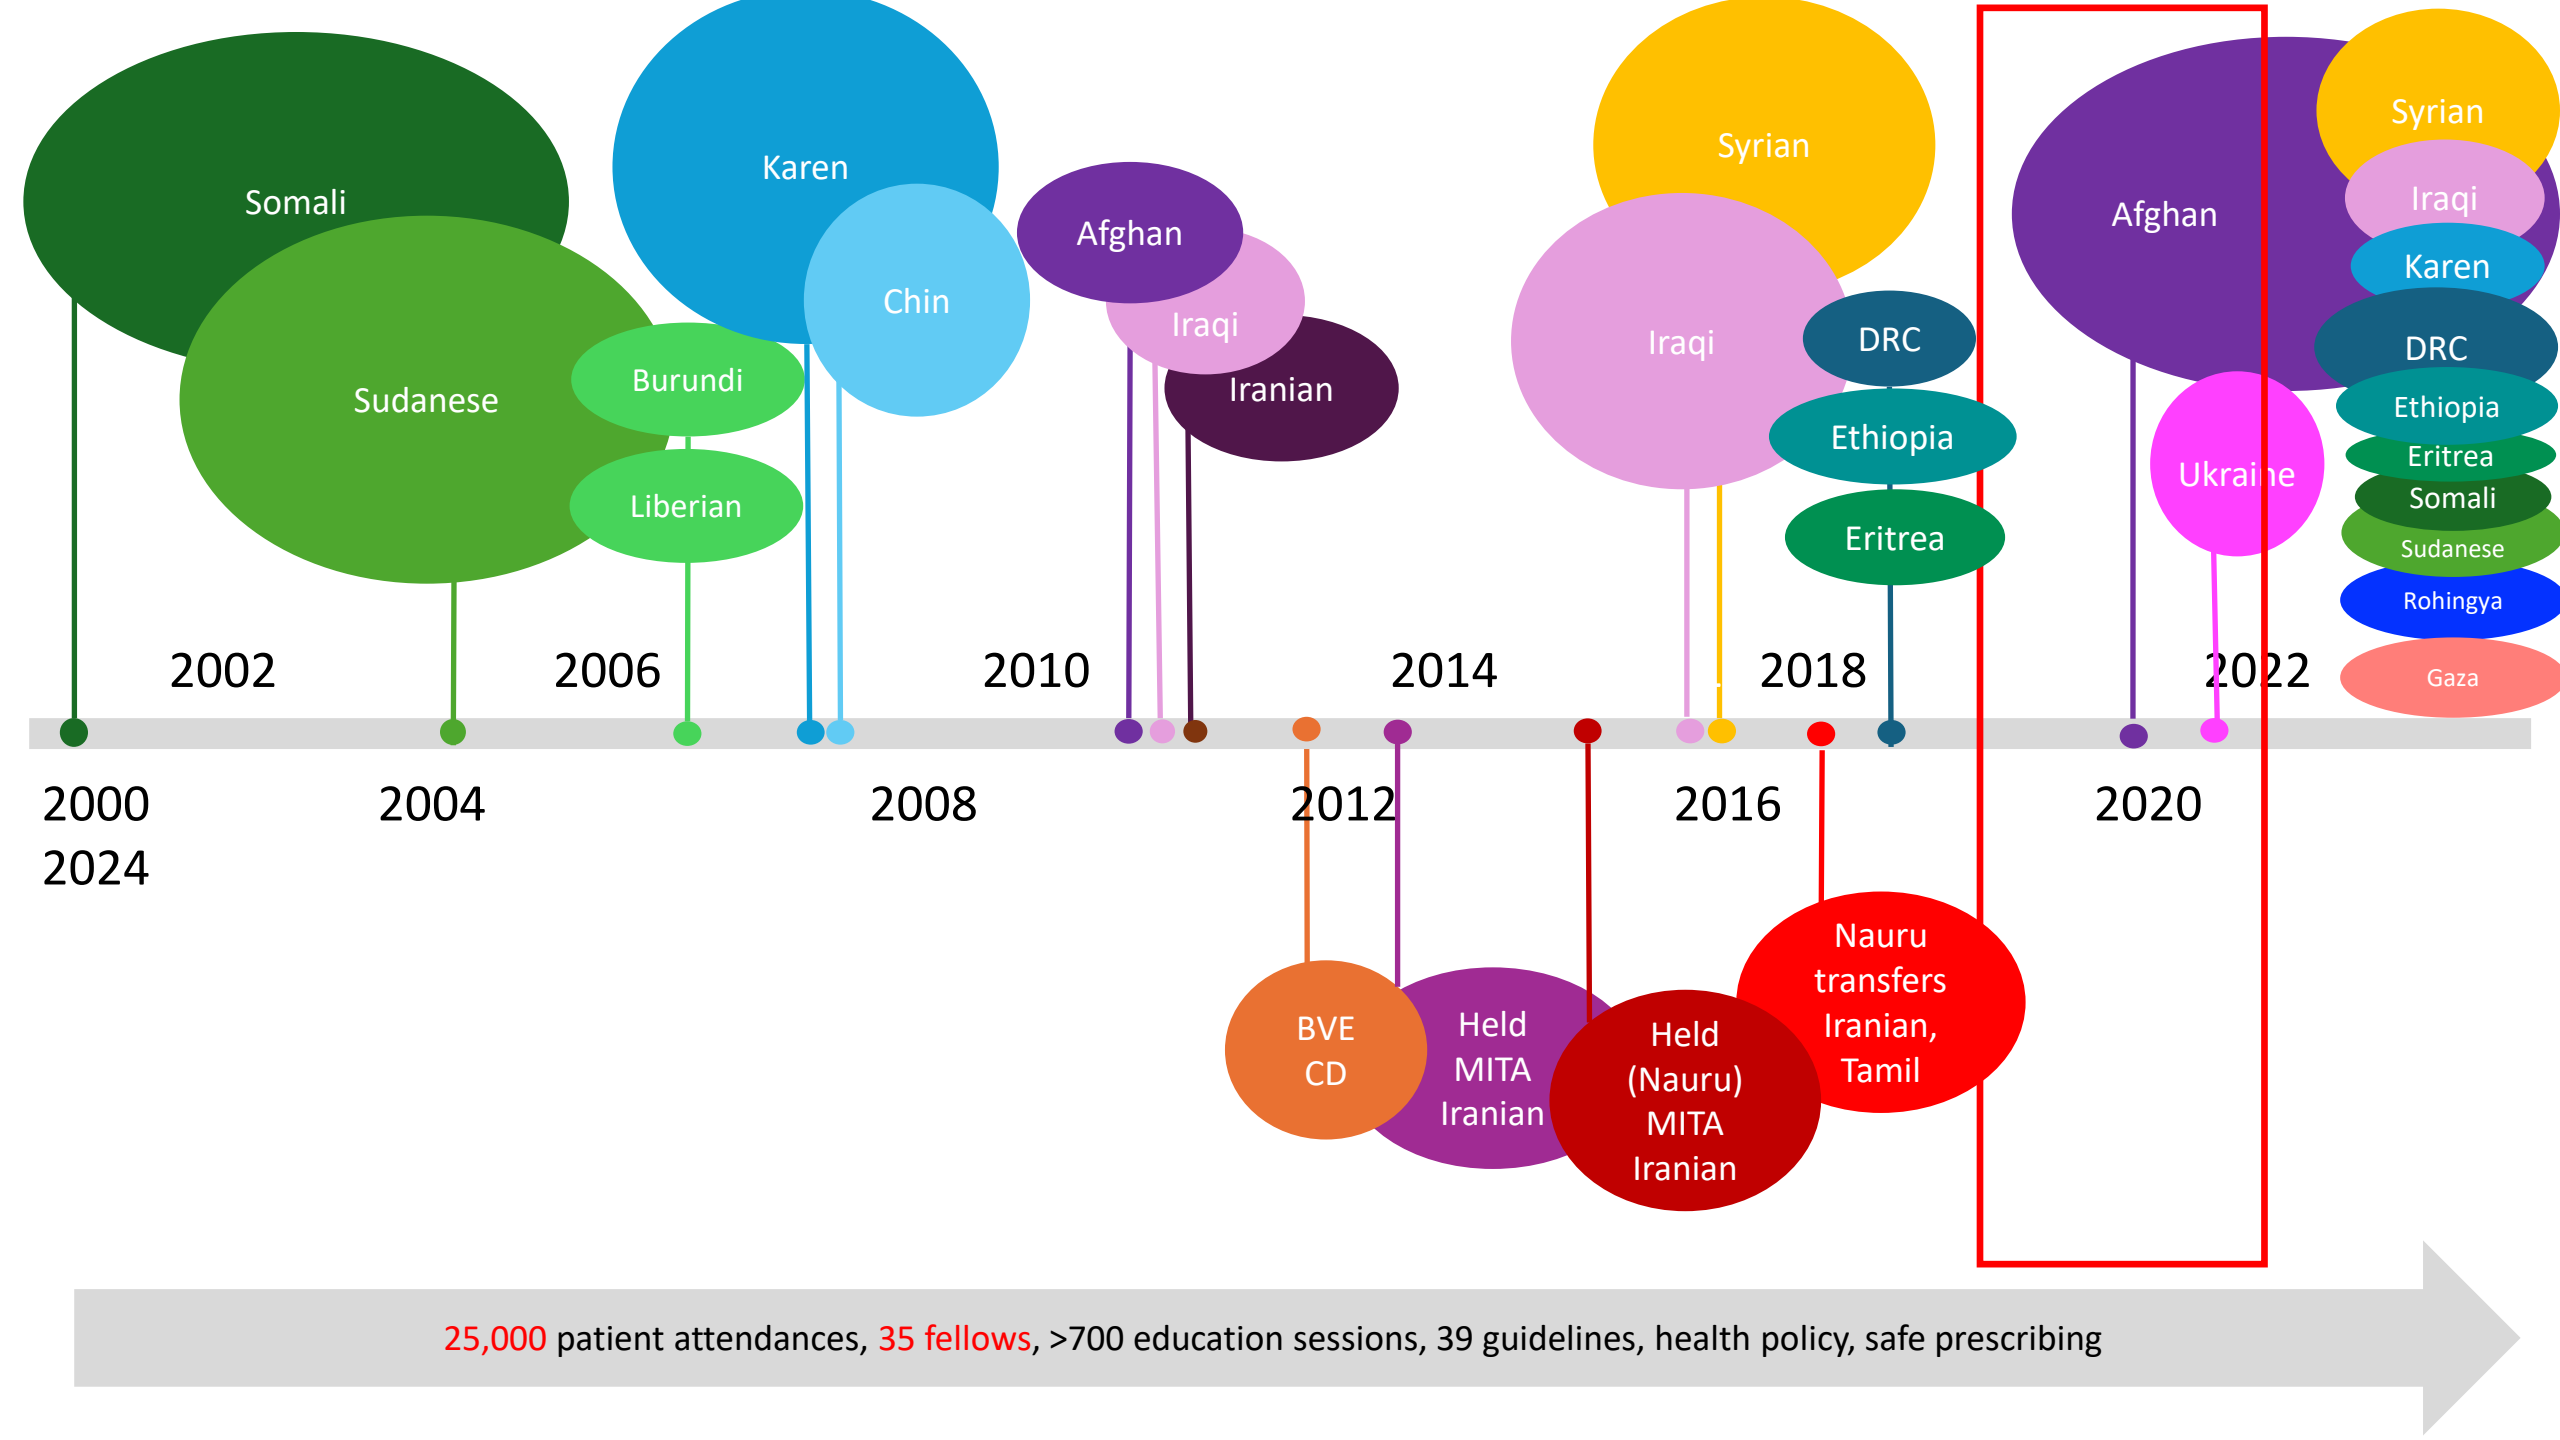 Somali
Sudanese
Burundi
Liberian
Karen
Chin
Afghan
Iraqi
Iranian
Syrian
Iraqi
DRC
Ethiopia
Eritrea
Afghan
Ukraine
Syrian
Iraqi
Karen
DRC
Ethiopia
Eritrea
Somali
Sudanese
Rohingya
Gaza
2002
2006
2010
2014
2018
2022
2000
2004
2008
2012
2016
2020
2024
BVE
CD
Held
MITA
Iranian
Held
(Nauru)
MITA
Iranian
Nauru
transfers
Iranian,
Tamil
25,000 patient attendances, 35 fellows, >700 education sessions, 39 guidelines, health policy, safe prescribing